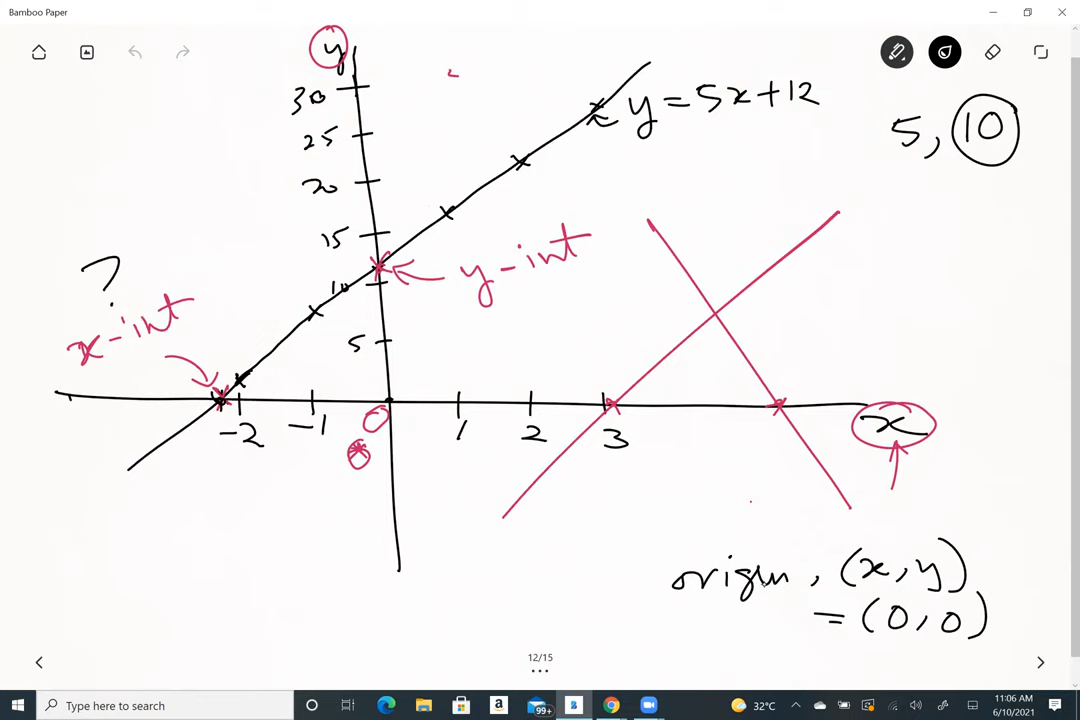 Bamboo Paper
y
30
25
20
15
10
5
y = 5x + 12
5, 10
y-int
?
x-int
-2 -1 0 1 2 3 x
origin, (x, y)
= (0, 0)
12/15
Type here to search
99+
32°C
11:06 AM
6/10/2021